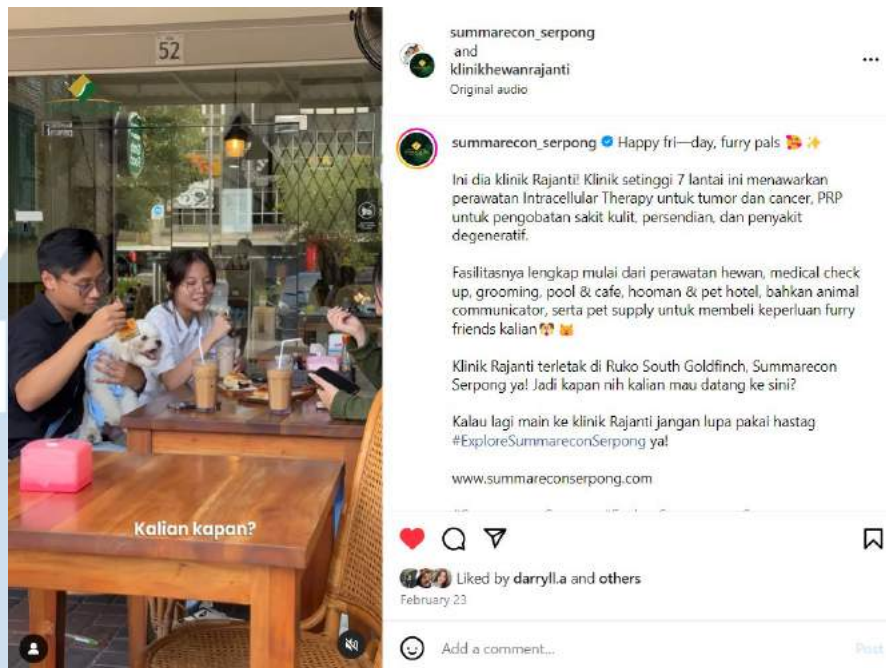 52
summarecon_serpong
and
klinikhewanrajanti
Original audio
summarecon_serpong Happy fri—day, furry pals 🥰 ✨
Ini dia klinik Rajanti! Klinik setinggi 7 lantai ini menawarkan
perawatan Intracellular Therapy untuk tumor dan cancer, PRP
untuk pengobatan sakit kulit, persendian, dan penyakit
degeneratif.
Fasilitasnya lengkap mulai dari perawatan hewan, medical check
up, grooming, pool & cafe, hooman & pet hotel, bahkan animal
communicator, serta pet supply untuk membeli keperluan furry
friends kalian🐶 🐱
Klinik Rajanti terletak di Ruko South Goldfinch, Summarecon
Serpong ya! Jadi kapan nih kalian mau datang ke sini?
Kalau lagi main ke klinik Rajanti jangan lupa pakai hastag
#ExploreSummareconSerpong ya!
www.summareconserpong.com
Kalian kapan?
Liked by darryll.a and others
February 23
Add a comment...
Post